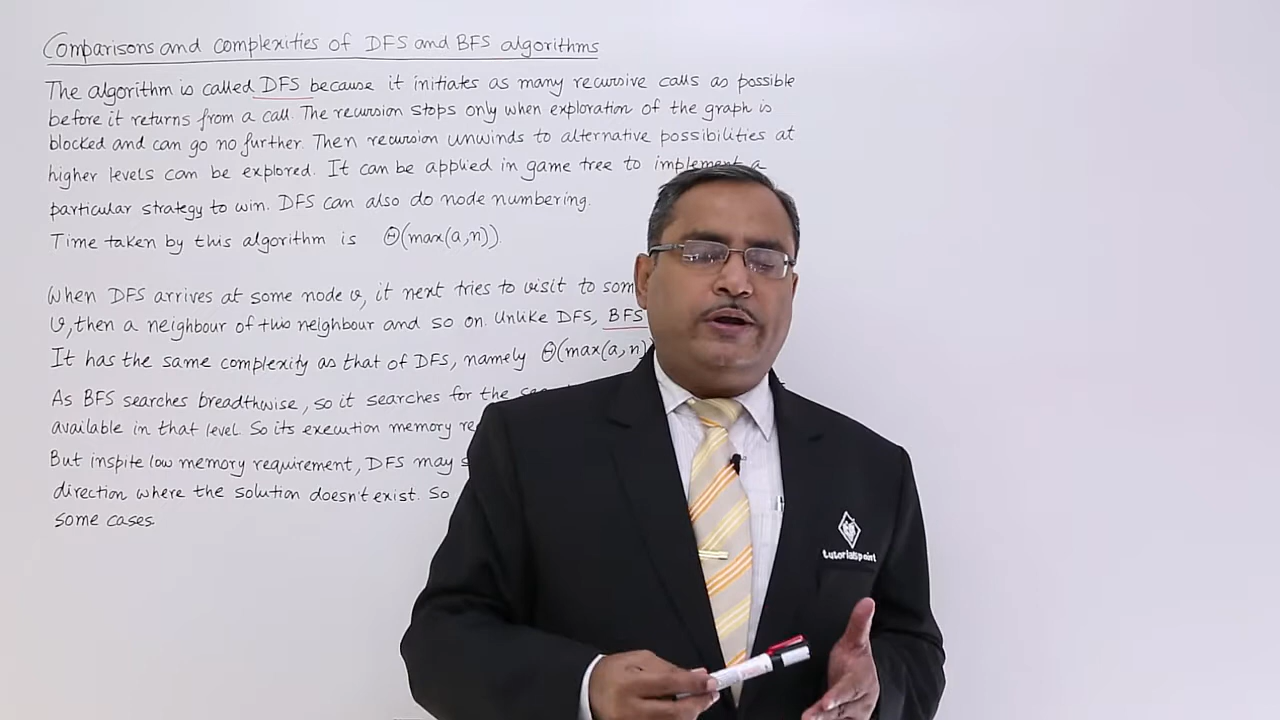 Comparisons and complexities of DFS and BFS algorithms
The algorithm is called DFS because it initiates as many recursive calls as possible
before it returns from a call. The recursion stops only when exploration of the graph is
blocked and can go no further. Then recursion unwinds to alternative possibilities at
higher levels can be explored. It can be applied in game tree to implement a
particular strategy to win. DFS can also do node numbering.
Time taken by this algorithm is Θ(max(a,n)).
When DFS arrives at some node v, it next tries to visit to som
v, then a neighbour of this neighbour and so on. Unlike DFS, BFS
It has the same complexity as that of DFS, namely Θ(max(a,n)
As BFS searches breadthwise, so it searches for the
available in that level. So its execution memory
But inspite low memory requirement, DFS may
direction where the solution doesn't exist. So
some cases.
tutorialspoint